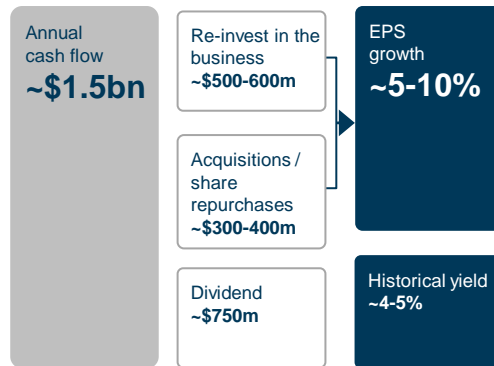 Annual
cash flow
~$1.5bn
Re-invest in the
business
~$500-600m
Acquisitions /
share
repurchases
~$300-400m
Dividend
~$750m
EPS
growth
~5-10%
Historical yield
~4-5%